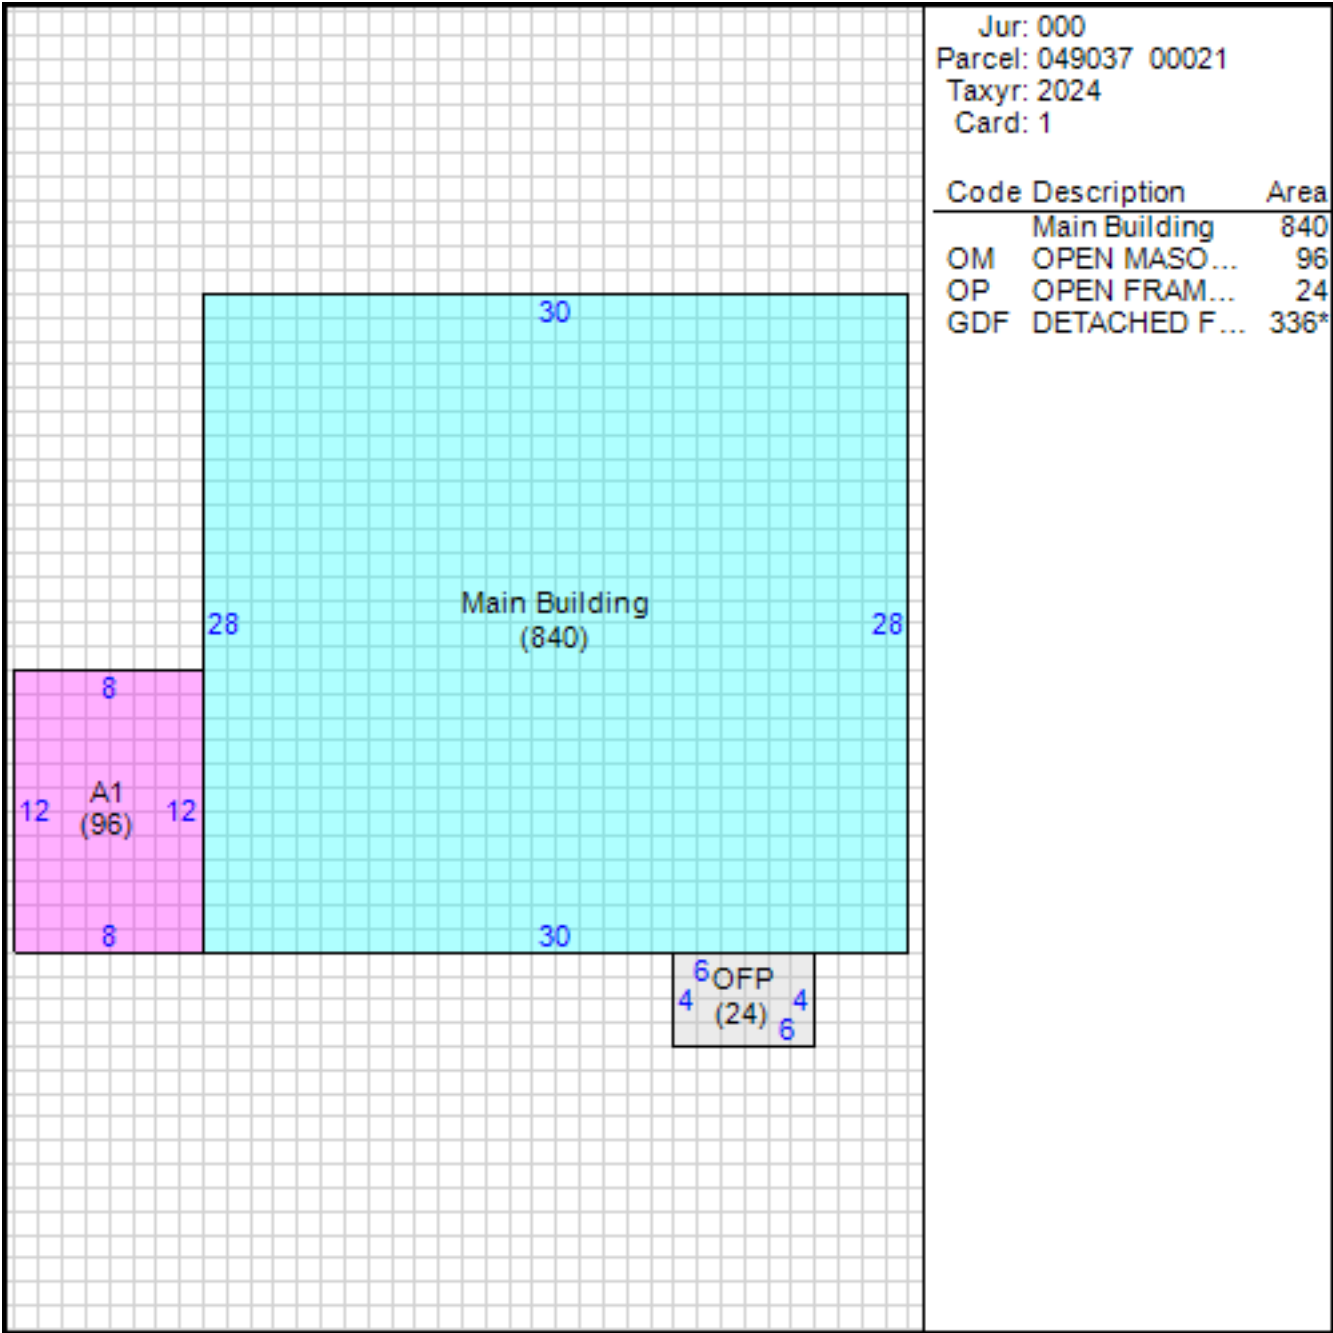 Jur: 000
Parcel: 049037 00021
Taxyr: 2024
Card: 1
Code Description Area
Main Building 840
OM OPEN MASO... 96
OP OPEN FRAM... 24
GDF DETACHED F... 336*
30
Main Building
28 (840) 28
8
A1
12 (96) 12
8
30
6 OFP
4 (24) 4
6